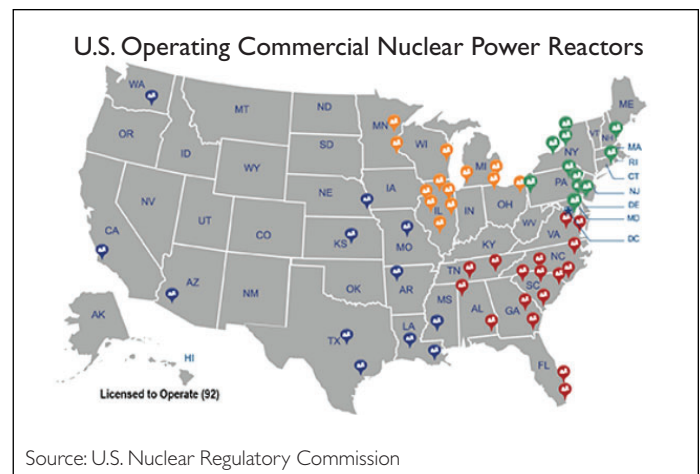 U.S. Operating Commercial Nuclear Power Reactors
WA
MT
ND
MN
ME
OR
ID
SD
WI
VT
NH
WY
MI
NY
MA
RI
CT
NE
IA
PA
NJ
NV
UT
CO
IL
IN
OH
DE
MD
DC
CA
KS
MO
WV
VA
KY
AZ
NM
OK
AR
TN
NC
SC
MS
AL
GA
TX
LA
AK
HI
FL
Licensed to Operate (92)
Source: U.S. Nuclear Regulatory Commission